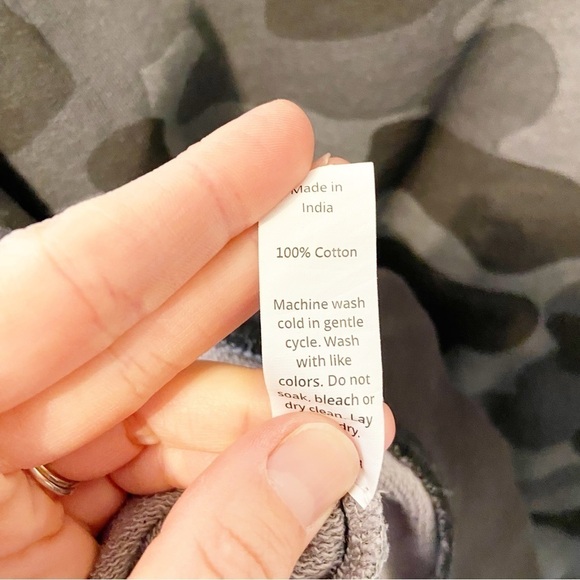 Made in
India
100% Cotton
Machine wash
cold in gentle
cycle. Wash
with like
colors. Do not
soak, bleach or
dry clean. Lay
dry.